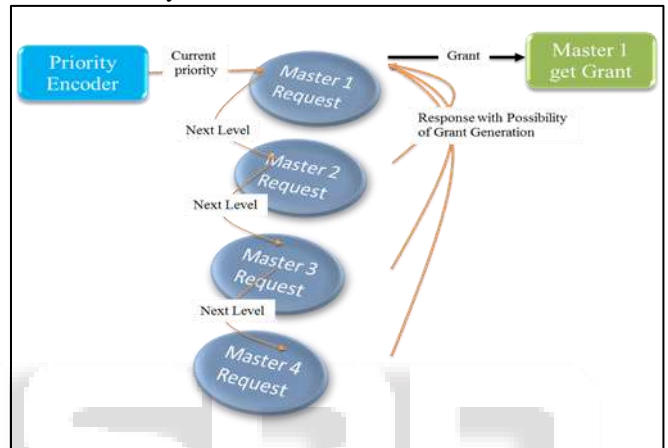 Priority
Encoder
Current
priority
Master 1
Request
Grant
Master 1
get Grant
Response with Possibility
of Grant Generation
Next Level
Master 2
Request
Next Level
Master 3
Request
Next Level
Master 4
Request